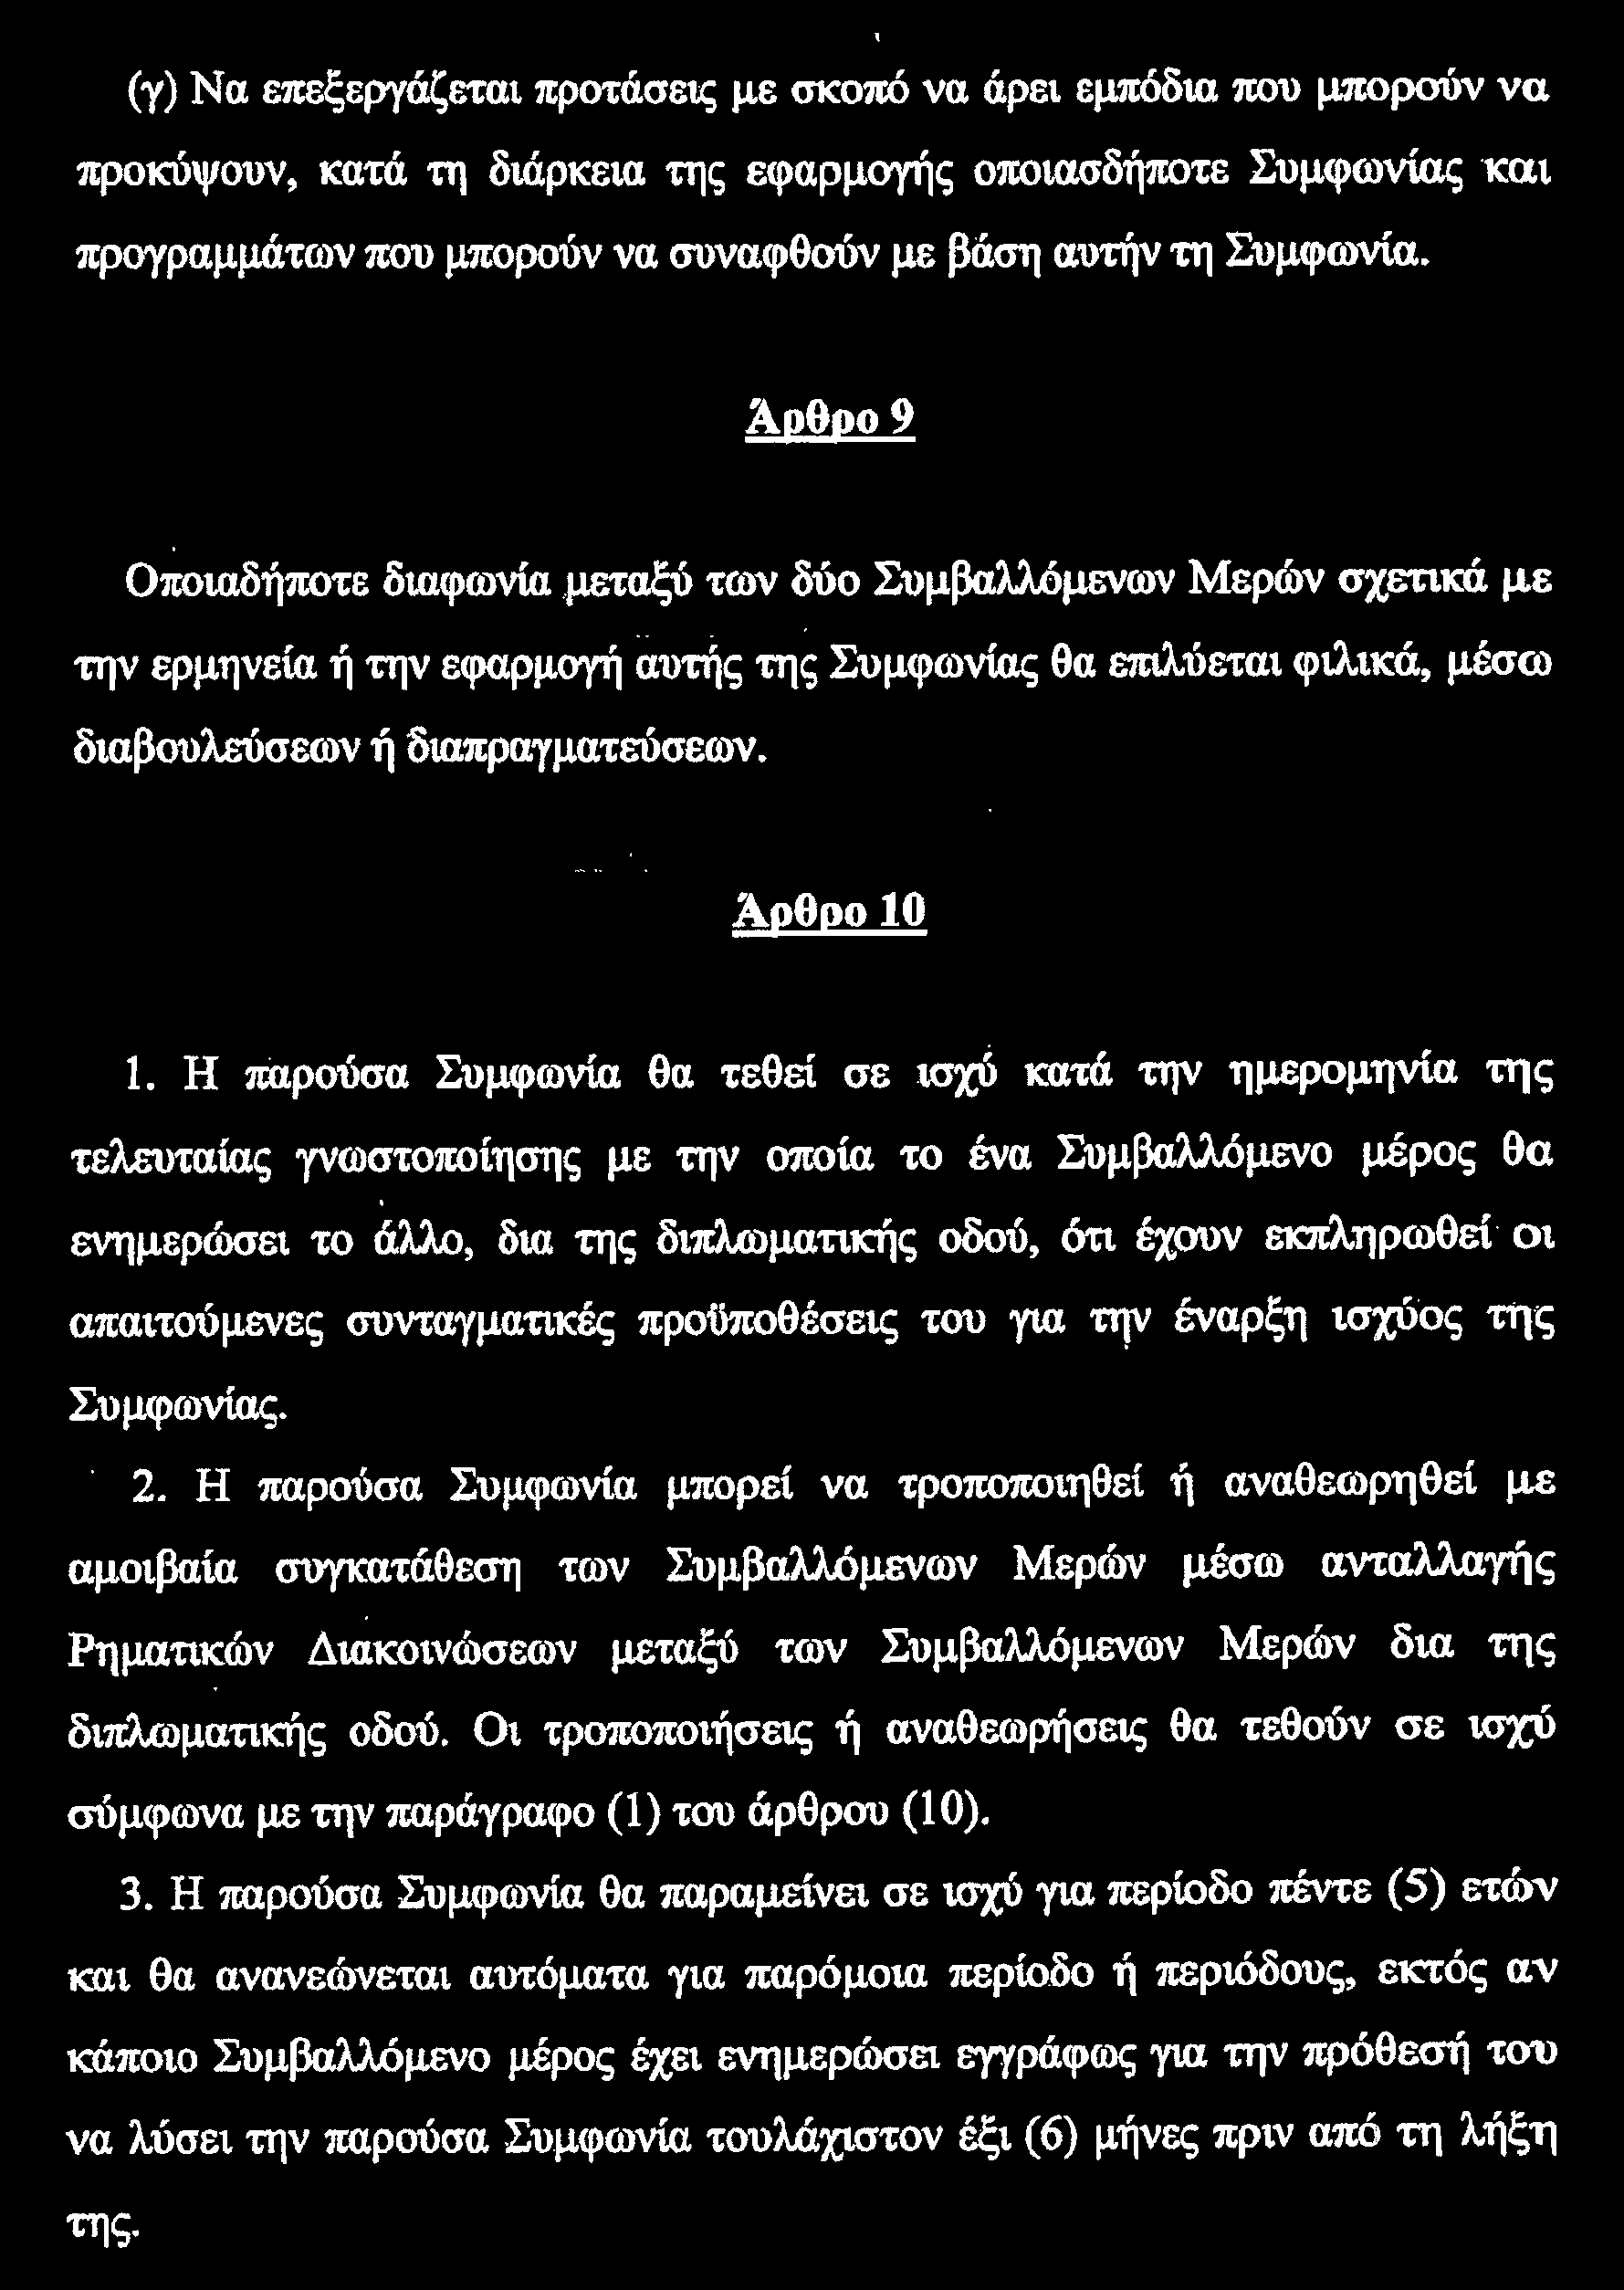 (γ) Να επεξεργάζεται προτάσεις με σκοπό να άρει εμπόδια που μπορούν να
προκύψουν, κατά τη διάρκεια της εφαρμογής οποιασδήποτε Συμφωνίας και
προγραμμάτων που μπορούν να συναφθούν με βάση αυτήν τη Συμφωνία.
Άρθρο 9
Οποιαδήποτε διαφωνία μεταξύ των δύο Συμβαλλόμενων Μερών σχετικά με
την ερμηνεία ή την εφαρμογή αυτής της Συμφωνίας θα επιλύεται φιλικά, μέσω
διαβουλεύσεων ή διαπραγματεύσεων.
Άρθρο 10
1. Η παρούσα Συμφωνία θα τεθεί σε ισχύ κατά την ημερομηνία της
τελευταίας γνωστοποίησης με την οποία το ένα Συμβαλλόμενο μέρος θα
ενημερώσει το άλλο, δια της διπλωματικής οδού, ότι έχουν εκπληρωθεί οι
απαιτούμενες συνταγματικές προϋποθέσεις του για την έναρξη ισχύος της
Συμφωνίας.
2. Η παρούσα Συμφωνία μπορεί να τροποποιηθεί ή αναθεωρηθεί με
αμοιβαία συγκατάθεση των Συμβαλλόμενων Μερών μέσω ανταλλαγής
Ρηματικών Διακοινώσεων μεταξύ των Συμβαλλόμενων Μερών δια της
διπλωματικής οδού. Οι τροποποιήσεις ή αναθεωρήσεις θα τεθούν σε ισχύ
σύμφωνα με την παράγραφο (1) του άρθρου (10).
3. Η παρούσα Συμφωνία θα παραμείνει σε ισχύ για περίοδο πέντε (5) ετών
και θα ανανεώνεται αυτόματα για παρόμοια περίοδο ή περιόδους, εκτός αν
κάποιο Συμβαλλόμενο μέρος έχει ενημερώσει εγγράφως για την πρόθεσή του
να λύσει την παρούσα Συμφωνία τουλάχιστον έξι (6) μήνες πριν από τη λήξη
της.